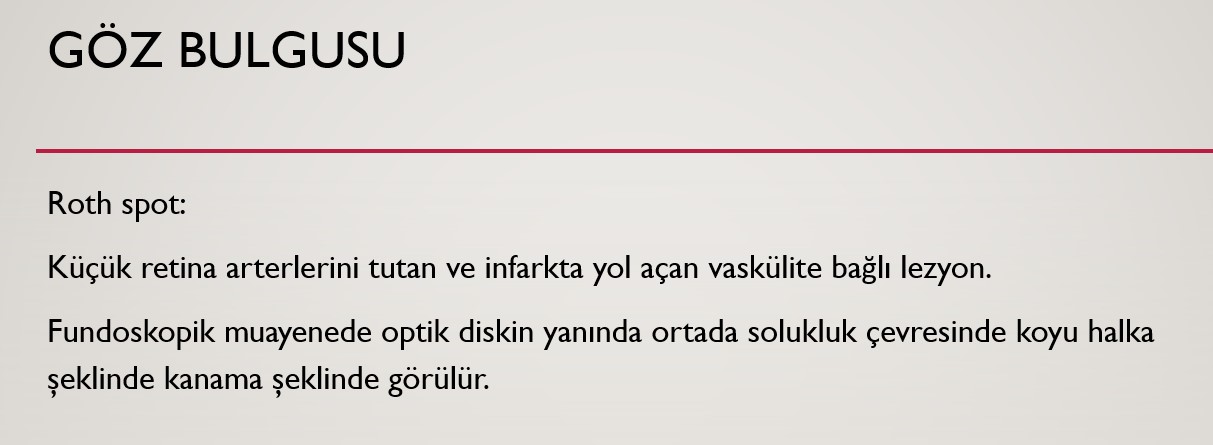 GÖZ BULGUSU
Roth spot:
Küçük retina arterlerini tutan ve infarkta yol açan vaskülite bağlı lezyon.
Fundoskopik muayenede optik diskin yanında ortada solukluk çevresinde koyu halka
şeklinde kanama şeklinde görülür.